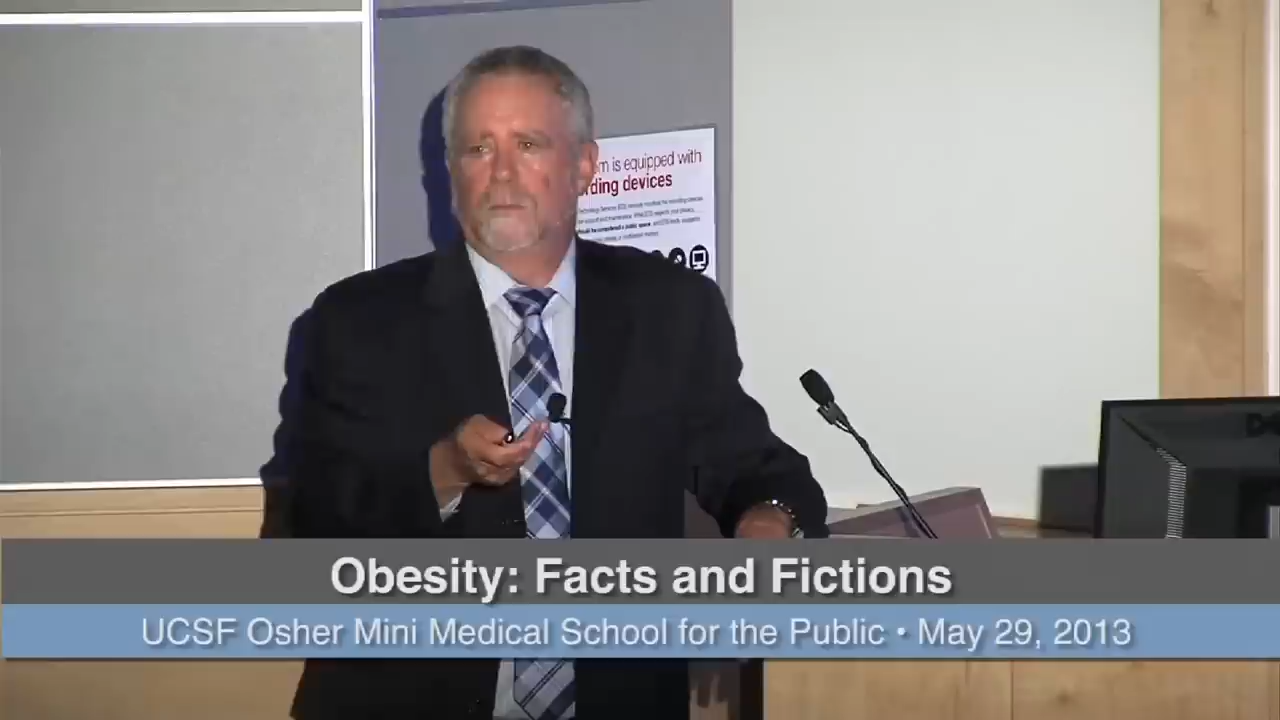 em is equipped with
rding devices
Obesity: Facts and Fictions
UCSF Osher Mini Medical School for the Public • May 29, 2013